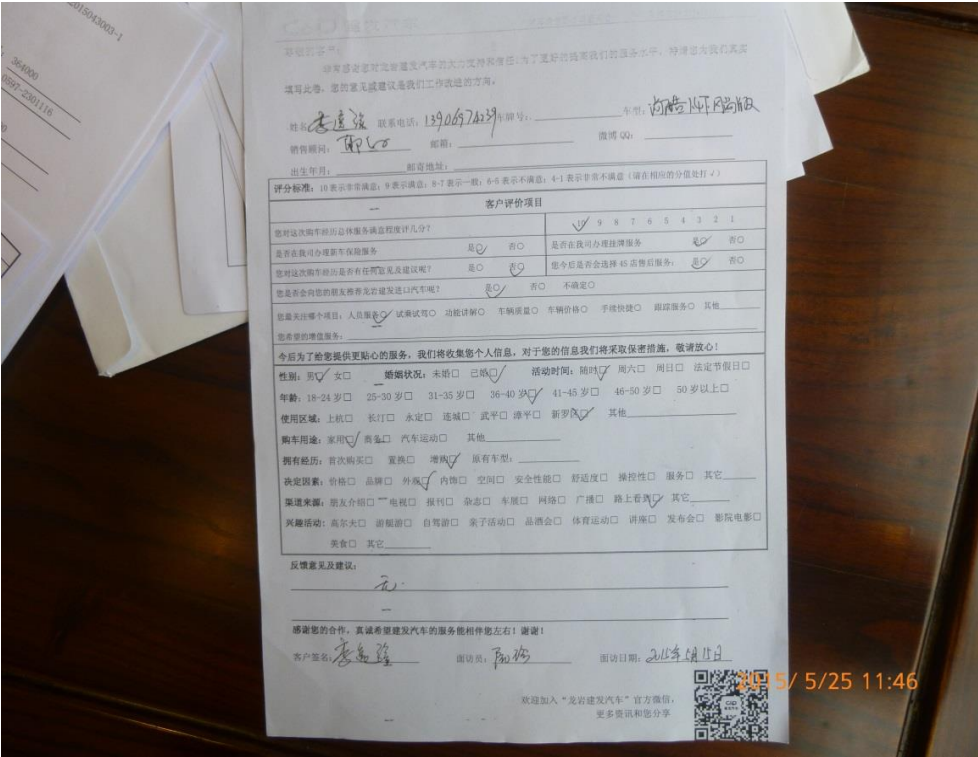 2015043003-1
364000
0597-2301116
尊敬的客户:
非常感谢您对龙岩建发汽车的大力支持和信任!为了更好的提高我们的服务水平,特请您为我们真实
填写此卷,您的意见或建议是我们工作改进的方向。
姓名: 联系电话: 车牌号: 车型:
销售顾问: 邮箱: 微博 QQ:
出生年月: 邮寄地址:
评分标准:10 表示非常满意;9 表示满意;8-7 表示一般;6-5 表示不满意;4-1 表示非常不满意(请在相应的分值处打√)
客户评价项目
您对这次购车经历总体服务满意程度评几分? 10 9 8 7 6 5 4 3 2 1
是否在我司办理新车保险服务 是○ 否○ 是否在我司办理挂牌服务 是○ 否○
您对这次购车经历是否有任何意见及建议呢? 是○ 否○ 您今后是否会选择 4S 店售后服务: 是○ 否○
您是否会向您的朋友推荐龙岩建发进口汽车呢? 是○ 否○ 不确定○
您最关注哪个项目:人员服务○ 试乘试驾○ 功能讲解○ 车辆质量○ 车辆价格○ 手续快捷○ 跟踪服务○ 其他
您希望的增值服务:
今后为了给您提供更贴心的服务,我们将收集您个人信息,对于您的信息我们将采取保密措施,敬请放心!
性别:男□ 女□ 婚姻状况:未婚□ 已婚□ 活动时间:随时□ 周六□ 周日□ 法定节假日□
年龄:18-24 岁□ 25-30 岁□ 31-35 岁□ 36-40 岁□ 41-45 岁□ 46-50 岁□ 50 岁以上□
使用区域:上杭□ 长汀□ 永定□ 连城□ 武平□ 漳平□ 新罗区□ 其他
购车用途:家用□ 商务□ 汽车运动□ 其他
拥有经历:首次购买□ 置换□ 增购□ 原有车型:
决定因素:价格□ 品牌□ 外观□ 内饰□ 空间□ 安全性能□ 舒适度□ 操控性□ 服务□ 其它
渠道来源:朋友介绍□ 电视□ 报刊□ 杂志□ 车展□ 网络□ 广播□ 路上看到□ 其它
兴趣活动:高尔夫□ 游艇游□ 自驾游□ 亲子活动□ 品酒会□ 体育运动□ 讲座□ 发布会□ 影院电影□
美食□ 其它
反馈意见及建议:
无.
感谢您的合作,真诚希望建发汽车的服务能相伴您左右!谢谢!
客户签名: 面访员: 面访日期:2015年5月15日
欢迎加入“龙岩建发汽车”官方微信,
更多资讯和您分享
2015/ 5/25 11:46